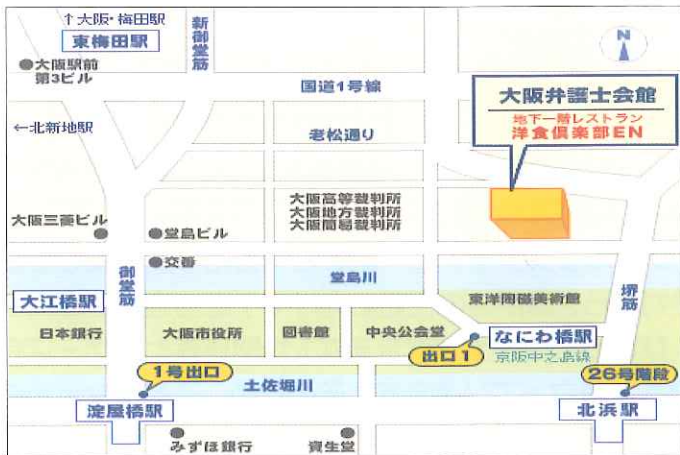 ↑大阪・梅田駅
東梅田駅
新御堂筋
N
大阪駅前
第3ビル
国道1号線
大阪弁護士会館
地下一階レストラン
洋食倶楽部EN
←北新地駅
老松通り
大阪高等裁判所
大阪地方裁判所
大阪簡易裁判所
大阪三菱ビル
堂島ビル
交番
御堂筋
堂島川
堺筋
大江橋駅
東洋陶磁美術館
日本銀行
大阪市役所
図書館
中央公会堂
なにわ橋駅
出口1
京阪中之島線
1号出口
土佐堀川
26号階段
淀屋橋駅
北浜駅
みずほ銀行
資生堂